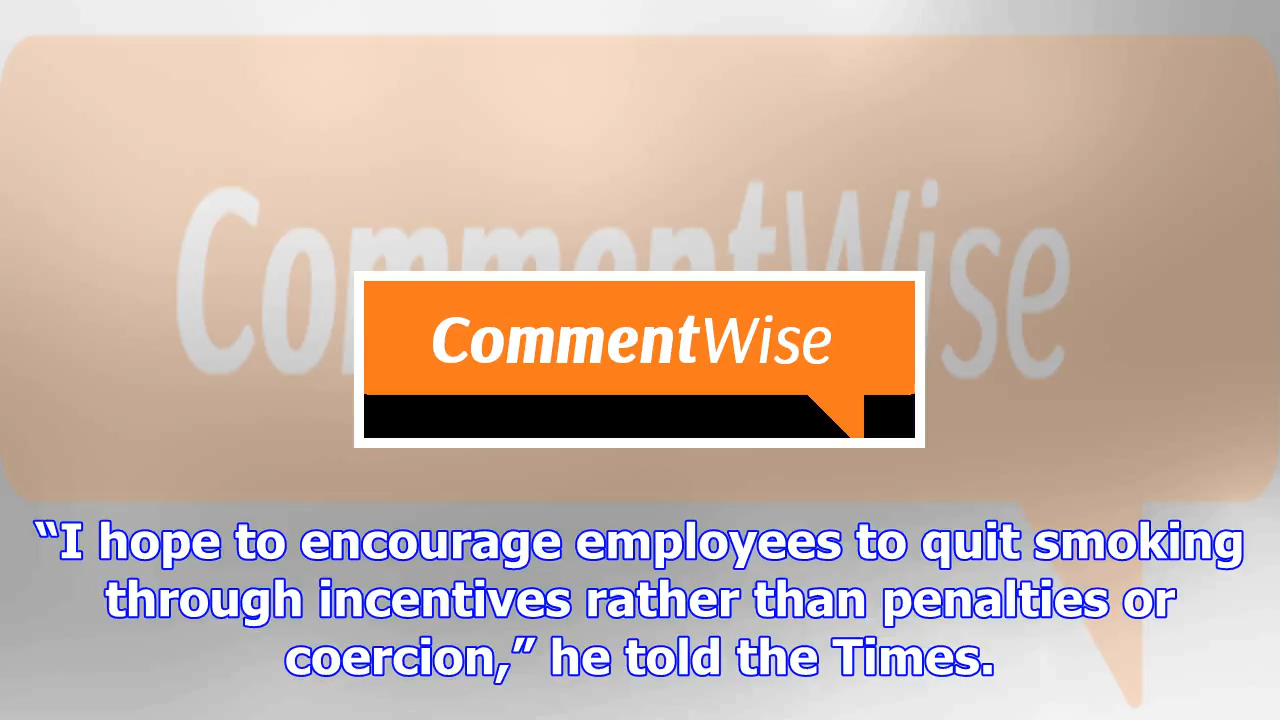 CommentWise
CommentWise
“I hope to encourage employees to quit smoking
through incentives rather than penalties or
coercion,” he told the Times.